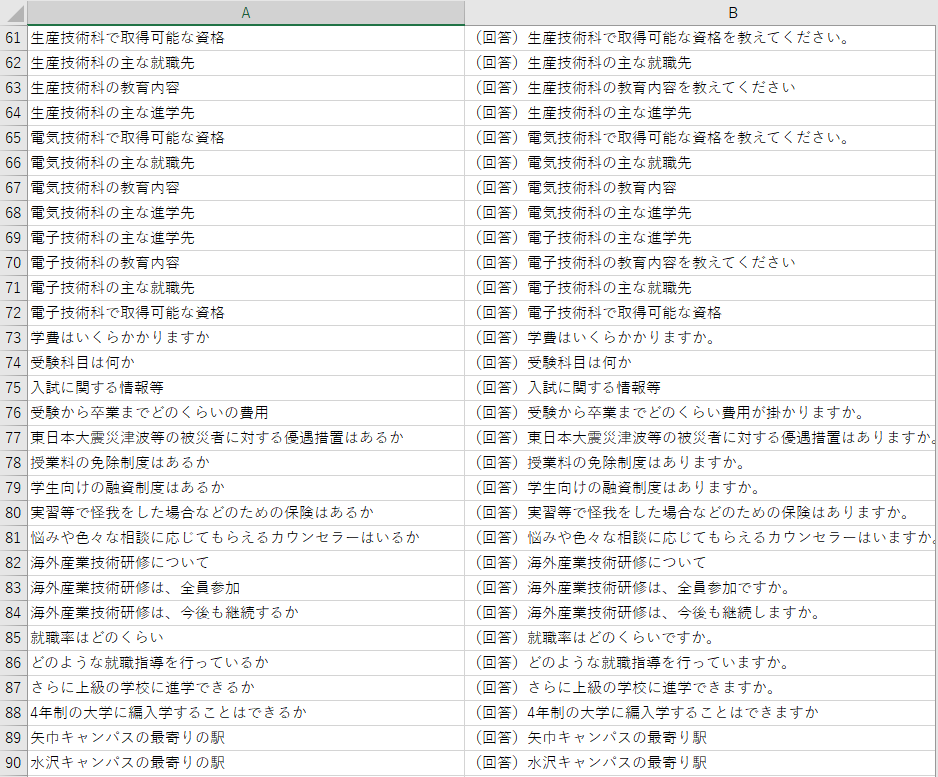 A B
61 生産技術科で取得可能な資格 （回答）生産技術科で取得可能な資格を教えてください。
62 生産技術科の主な就職先 （回答）生産技術科の主な就職先
63 生産技術科の教育内容 （回答）生産技術科の教育内容を教えてください
64 生産技術科の主な進学先 （回答）生産技術科の主な進学先
65 電気技術科で取得可能な資格 （回答）電気技術科で取得可能な資格を教えてください。
66 電気技術科の主な就職先 （回答）電気技術科の主な就職先
67 電気技術科の教育内容 （回答）電気技術科の教育内容
68 電気技術科の主な進学先 （回答）電気技術科の主な進学先
69 電子技術科の主な進学先 （回答）電子技術科の主な進学先
70 電子技術科の教育内容 （回答）電子技術科の教育内容を教えてください
71 電子技術科の主な就職先 （回答）電子技術科の主な就職先
72 電子技術科で取得可能な資格 （回答）電子技術科で取得可能な資格
73 学費はいくらかかりますか （回答）学費はいくらかかりますか。
74 受験科目は何か （回答）受験科目は何か
75 入試に関する情報等 （回答）入試に関する情報等
76 受験から卒業までどのくらいの費用 （回答）受験から卒業までどのくらい費用が掛かりますか。
77 東日本大震災津波等の被災者に対する優遇措置はあるか （回答）東日本大震災津波等の被災者に対する優遇措置はありますか。
78 授業料の免除制度はあるか （回答）授業料の免除制度はありますか。
79 学生向けの融資制度はあるか （回答）学生向けの融資制度はありますか。
80 実習等で怪我をした場合などのための保険はあるか （回答）実習等で怪我をした場合などのための保険はありますか。
81 悩みや色々な相談に応じてもらえるカウンセラーはいるか （回答）悩みや色々な相談に応じてもらえるカウンセラーはいますか。
82 海外産業技術研修について （回答）海外産業技術研修について
83 海外産業技術研修は、全員参加 （回答）海外産業技術研修は、全員参加ですか。
84 海外産業技術研修は、今後も継続するか （回答）海外産業技術研修は、今後も継続しますか。
85 就職率はどのくらい （回答）就職率はどのくらいですか。
86 どのような就職指導を行っているか （回答）どのような就職指導を行っていますか。
87 さらに上級の学校に進学できるか （回答）さらに上級の学校に進学できますか。
88 4年制の大学に編入学することはできるか （回答）4年制の大学に編入学することはできますか
89 矢巾キャンパスの最寄りの駅 （回答）矢巾キャンパスの最寄り駅
90 水沢キャンパスの最寄りの駅 （回答）水沢キャンパスの最寄り駅